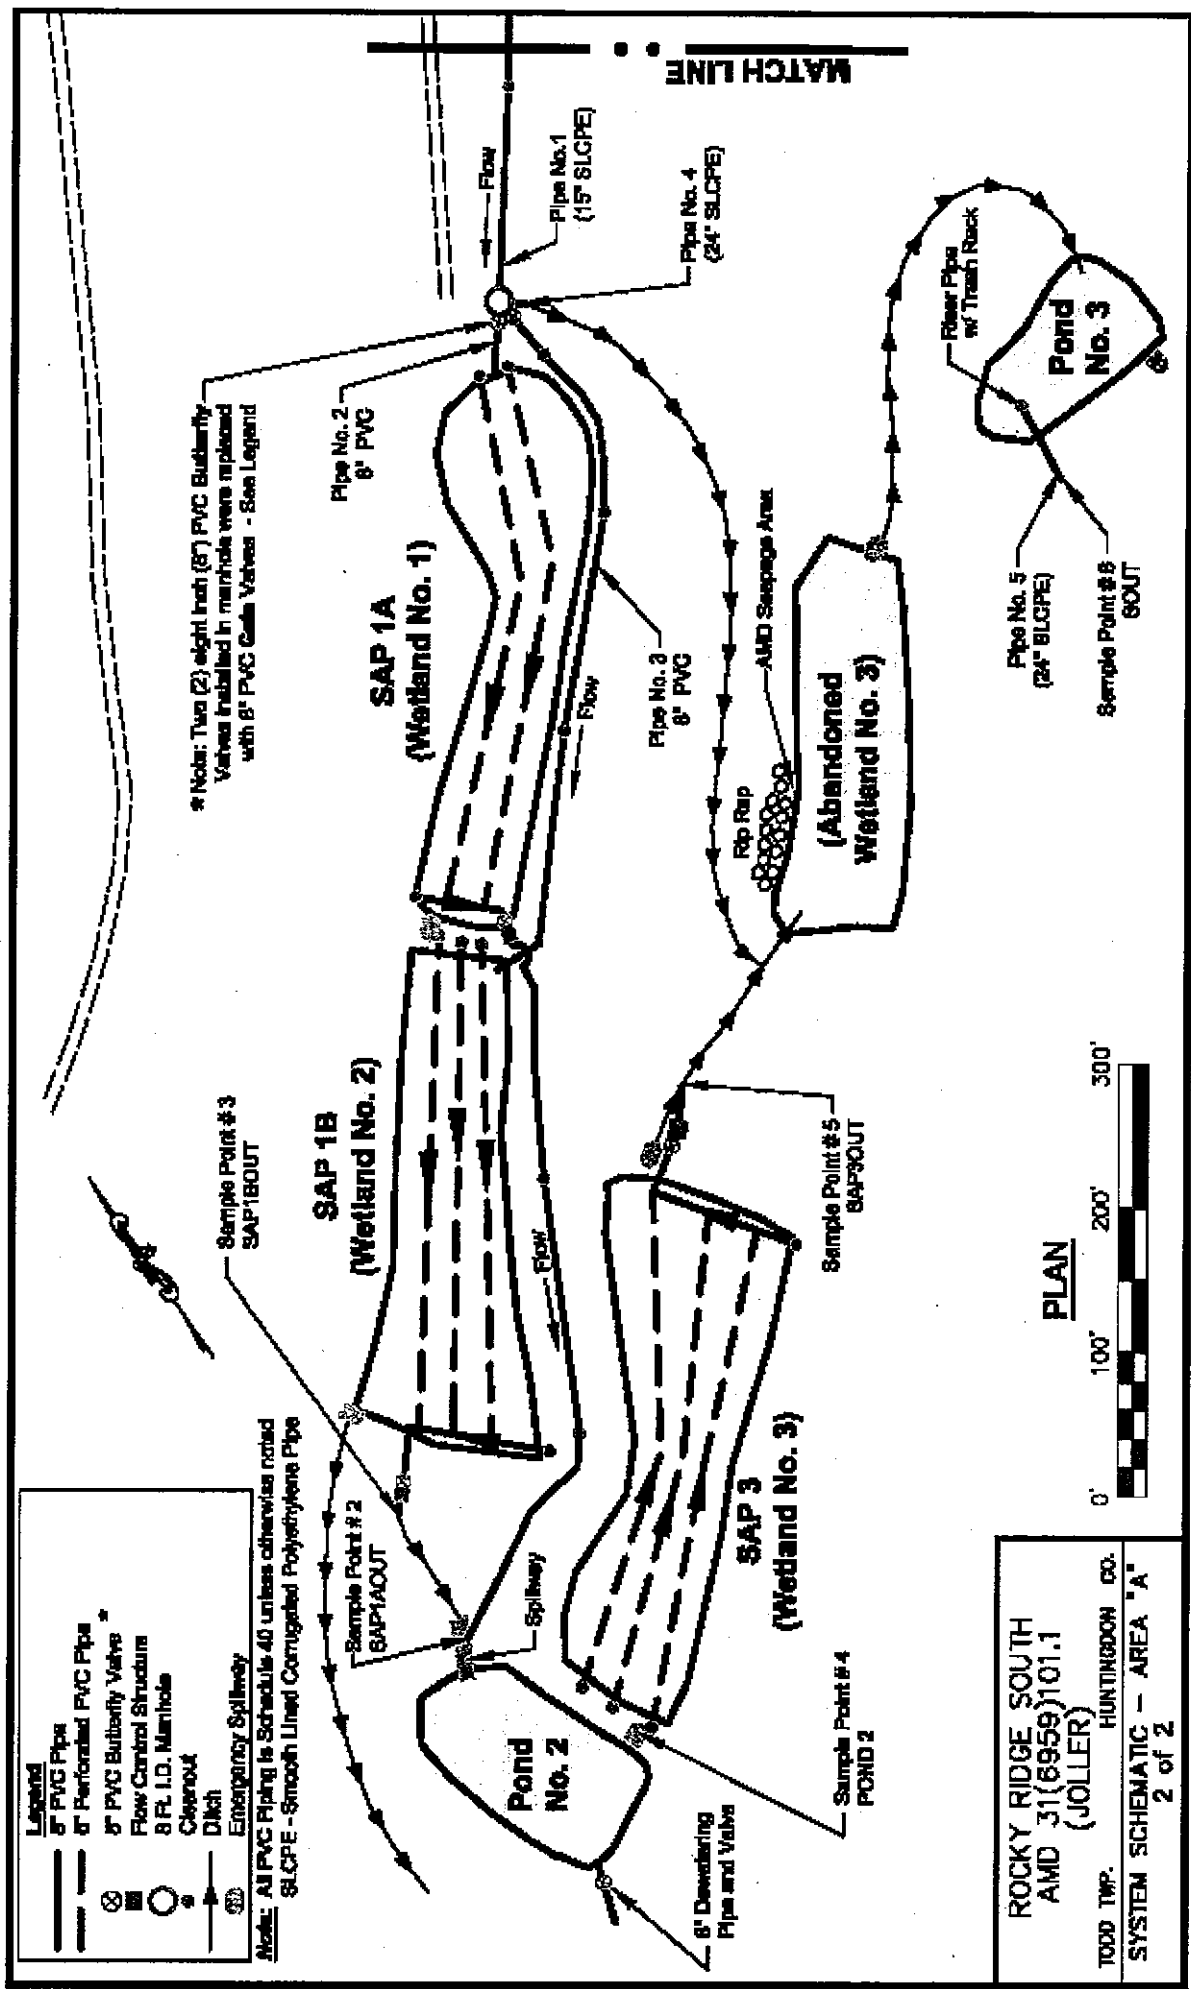 Legend
8" PVC Pipe
6" Perforated PVC Pipe
8" PVC Butterfly Valve *
Flow Control Structure
8 Ft. I.D. Manhole
Cleanout
Ditch
Emergency Spillway
Note: All PVC Piping is Schedule 40 unless otherwise noted
SLCPE - Smooth Lined Corrugated Polyethylene Pipe
Sample Point # 3
SAP1BOUT
* Note: Two (2) eight inch (8") PVC Butterfly
Valves installed in manhole were replaced
with 8" PVC Gate Valves - See Legend
MATCH LINE
Flow
Pipe No.1
(15" SLCPE)
Pipe No. 4
(24" SLCPE)
Pipe No. 2
8" PVC
SAP 1A
(Wetland No. 1)
Flow
Pipe No. 3
8" PVC
SAP 1B
(Wetland No. 2)
Flow
Sample Point # 2
SAP1AOUT
Spillway
Pond
No. 2
6" Dewatering
Pipe and Valve
Sample Point # 4
POND 2
SAP 3
(Wetland No. 3)
Sample Point # 5
SAP3OUT
Rip Rap
AMD Seepage Area
(Abandoned
Wetland No. 3)
Riser Pipe
w/ Trash Rack
Pond
No. 3
Pipe No. 5
(24" SLCPE)
Sample Point # 6
6OUT
PLAN
0' 100' 200' 300'
ROCKY RIDGE SOUTH
AMD 31(6959)101.1
(JOLLER)
TODD TWP. HUNTINGDON CO.
SYSTEM SCHEMATIC - AREA "A"
2 of 2